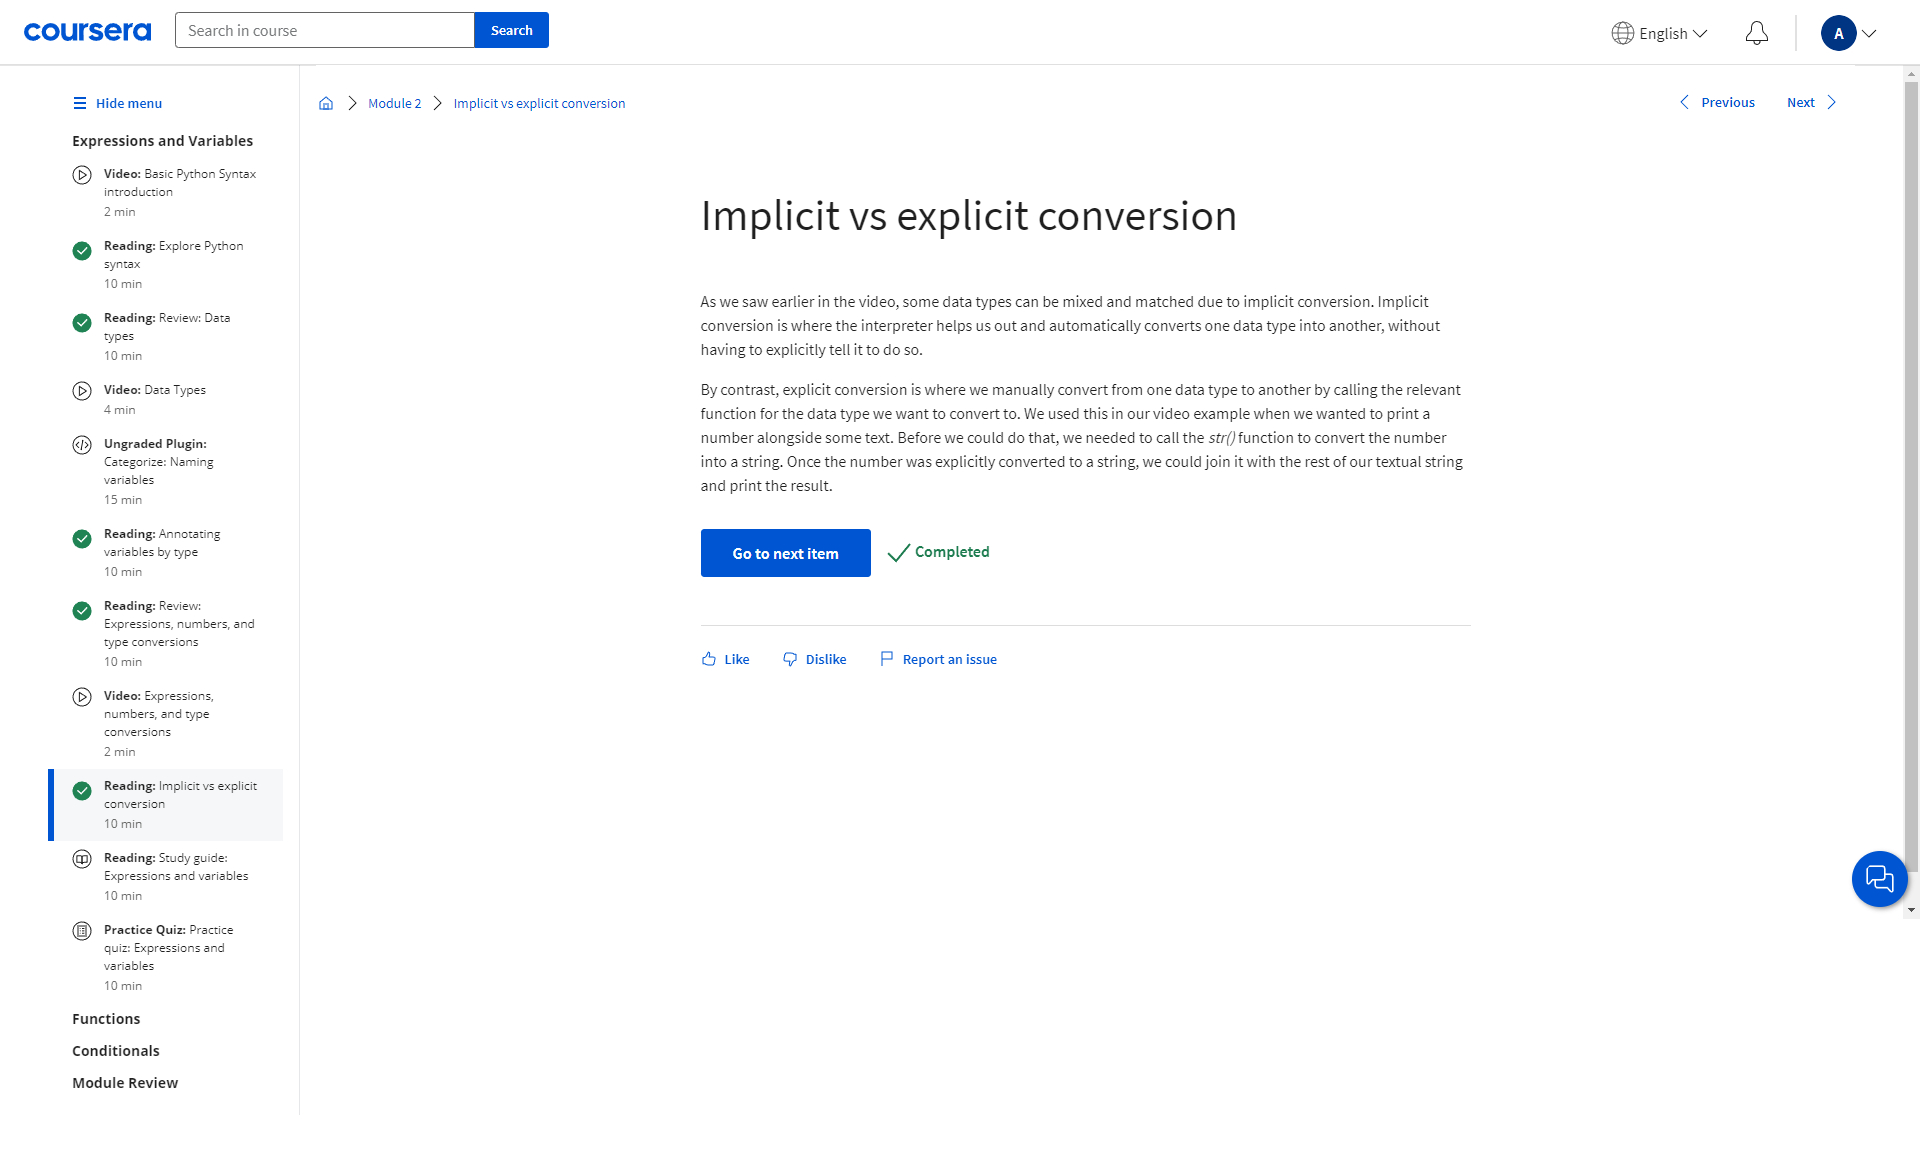 coursera
Search in course
Search
English
A
Hide menu
Expressions and Variables
Video: Basic Python Syntax
introduction
2 min
Reading: Explore Python
syntax
10 min
Reading: Review: Data
types
10 min
Video: Data Types
4 min
Ungraded Plugin:
Categorize: Naming
variables
15 min
Reading: Annotating
variables by type
10 min
Reading: Review:
Expressions, numbers, and
type conversions
10 min
Video: Expressions,
numbers, and type
conversions
2 min
Reading: Implicit vs explicit
conversion
10 min
Reading: Study guide:
Expressions and variables
10 min
Practice Quiz: Practice
quiz: Expressions and
variables
10 min
Functions
Conditionals
Module Review
Module 2
Implicit vs explicit conversion
Previous
Next
Implicit vs explicit conversion
As we saw earlier in the video, some data types can be mixed and matched due to implicit conversion. Implicit
conversion is where the interpreter helps us out and automatically converts one data type into another, without
having to explicitly tell it to do so.
By contrast, explicit conversion is where we manually convert from one data type to another by calling the relevant
function for the data type we want to convert to. We used this in our video example when we wanted to print a
number alongside some text. Before we could do that, we needed to call the str() function to convert the number
into a string. Once the number was explicitly converted to a string, we could join it with the rest of our textual string
and print the result.
Go to next item
Completed
Like
Dislike
Report an issue